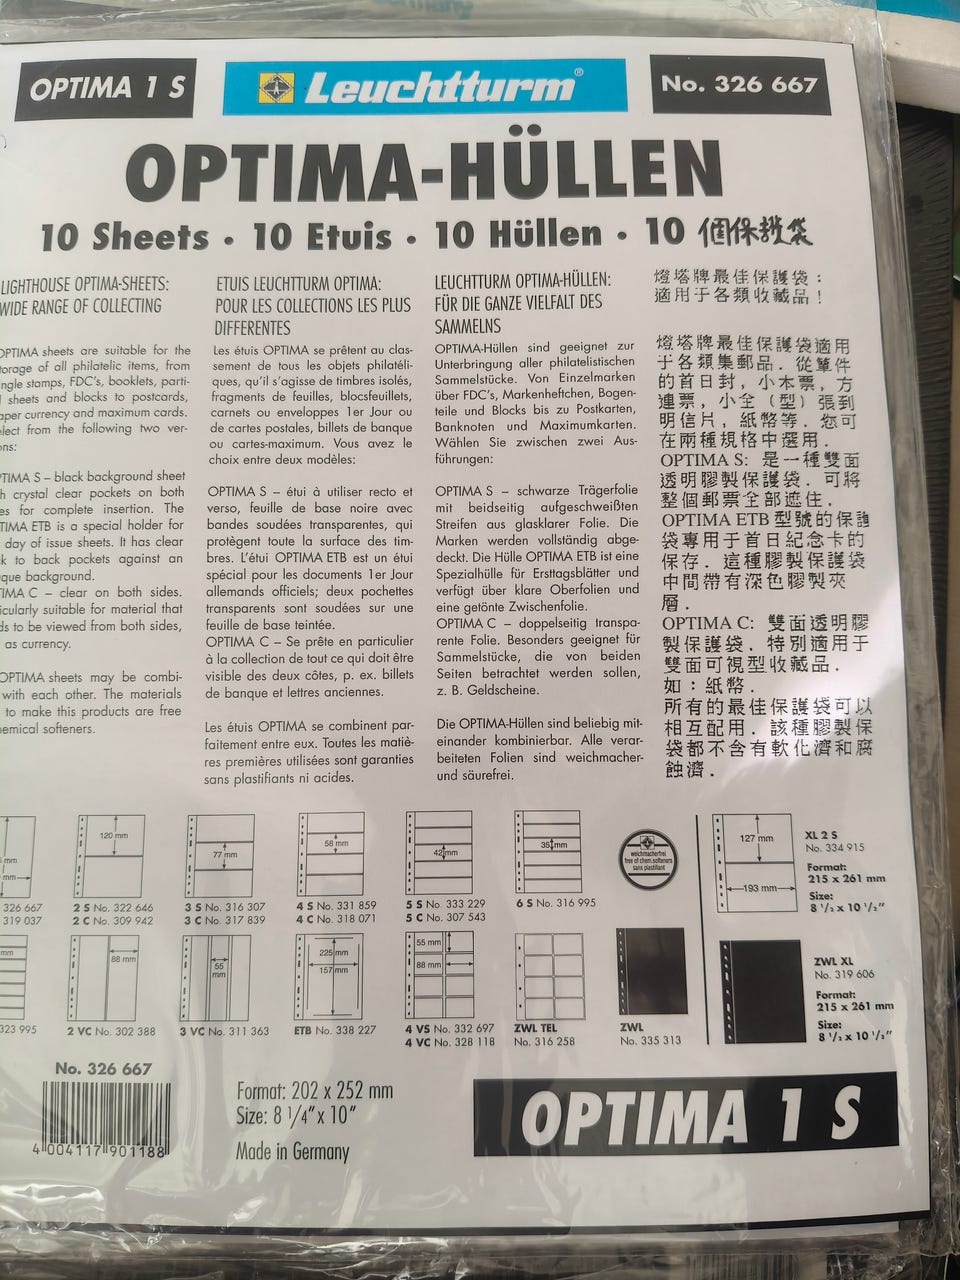 OPTIMA 1 S
Leuchtturm®
No. 326 667
OPTIMA-HÜLLEN
10 Sheets • 10 Etuis • 10 Hüllen • 10 個保護袋
LIGHTHOUSE OPTIMA-SHEETS:
WIDE RANGE OF COLLECTING
OPTIMA sheets are suitable for the
of all philatelic items, from
stamps, FDC's, booklets, parti-
sheets and blocks to postcards,
currency and maximum cards.
from the following two ver-
S – black background sheet
crystal clear pockets on both
for complete insertion. The
ETB is a special holder for
day of issue sheets. It has clear
to back pockets against an
background.
C – clear on both sides.
suitable for material that
to be viewed from both sides,
as currency.
OPTIMA sheets may be combi-
with each other. The materials
to make this products are free
softeners.
ETUIS LEUCHTTURM OPTIMA:
POUR LES COLLECTIONS LES PLUS
DIFFERENTES
Les étuis OPTIMA se prêtent au clas-
sement de tous les objets philatéli-
ques, qu'il s'agisse de timbres isolés,
fragments de feuilles, blocsfeuillets,
carnets ou enveloppes 1er Jour ou
de cartes postales, billets de banque
ou cartes-maximum. Vous avez le
choix entre deux modèles:
OPTIMA S – étui à utiliser recto et
verso, feuille de base noire avec
bandes soudées transparentes, qui
protègent toute la surface des tim-
bres. L'étui OPTIMA ETB est un étui
spécial pour les documents 1er Jour
allemands officiels; deux pochettes
transparents sont soudées sur une
feuille de base teintée.
OPTIMA C – Se prête en particulier
à la collection de tout ce qui doit être
visible des deux côtes, p. ex. billets
de banque et lettres anciennes.
Les étuis OPTIMA se combinent par-
faitement entre eux. Toutes les matiè-
res premières utilisées sont garanties
sans plastifiants ni acides.
LEUCHTTURM OPTIMA-HÜLLEN:
FÜR DIE GANZE VIELFALT DES
SAMMELNS
OPTIMA-Hüllen sind geeignet zur
Unterbringung aller philatelistischen
Sammelstücke. Von Einzelmarken
über FDC's, Markenheftchen, Bogen-
teile und Blocks bis zu Postkarten,
Banknoten und Maximumkarten.
Wählen Sie zwischen zwei Aus-
führungen:
OPTIMA S – schwarze Trägerfolie
mit beidseitig aufgeschweißten
Streifen aus glasklarer Folie. Die
Marken werden vollständig abge-
deckt. Die Hülle OPTIMA ETB ist eine
Spezialhülle für Ersttagsblätter und
verfügt über klare Oberfolien und
eine getönte Zwischenfolie.
OPTIMA C – doppelseitig transpa-
rente Folie. Besonders geeignet für
Sammelstücke, die von beiden
Seiten betrachtet werden sollen,
z. B. Geldscheine.
Die OPTIMA-Hüllen sind beliebig mit-
einander kombinierbar. Alle verar-
beiteten Folien sind weichmacher-
und säurefrei.
燈塔牌最佳保護袋：
適用于各類收藏品！
燈塔牌最佳保護袋適用
于各類集郵品．從單件
的首日封，小本票，方
連票，小全（型）張到
明信片，紙幣等．您可
在兩種規格中選用．
OPTIMA S: 是一種雙面
透明膠製保護袋．可將
整個郵票全部遮住．
OPTIMA ETB 型號的保護
袋專用于首日紀念卡的
保存．這種膠製保護袋
中間帶有深色膠製夾
層．
OPTIMA C: 雙面透明膠
製保護袋．特別適用于
雙面可視型收藏品．
如：紙幣．
所有的最佳保護袋可以
相互配用．該種膠製保
袋都不含有軟化濟和腐
蝕濟．
mm
mm
326 667
319 037
120 mm
2 S No. 322 646
2 C No. 309 942
77 mm
3 S No. 316 307
3 C No. 317 839
58 mm
4 S No. 331 859
4 C No. 318 071
42 mm
5 S No. 333 229
5 C No. 307 543
35 mm
6 S No. 316 995
weichmacherfrei
free of chem.softeners
sans plastifiant
127 mm
193 mm
XL 2 S
No. 334 915
Format:
215 x 261 mm
Size:
8 1/2 x 10 1/2"
mm
323 995
88 mm
2 VC No. 302 388
55
mm
3 VC No. 311 363
225 mm
157 mm
ETB No. 338 227
55 mm
88 mm
4 VS No. 332 697
4 VC No. 328 118
ZWL TEL
No. 316 258
ZWL
No. 335 313
ZWL XL
No. 319 606
Format:
215 x 261 mm
Size:
8 1/2 x 10 1/2"
No. 326 667
4 004117 901188
Format: 202 x 252 mm
Size: 8 1/4" x 10"
Made in Germany
OPTIMA 1 S